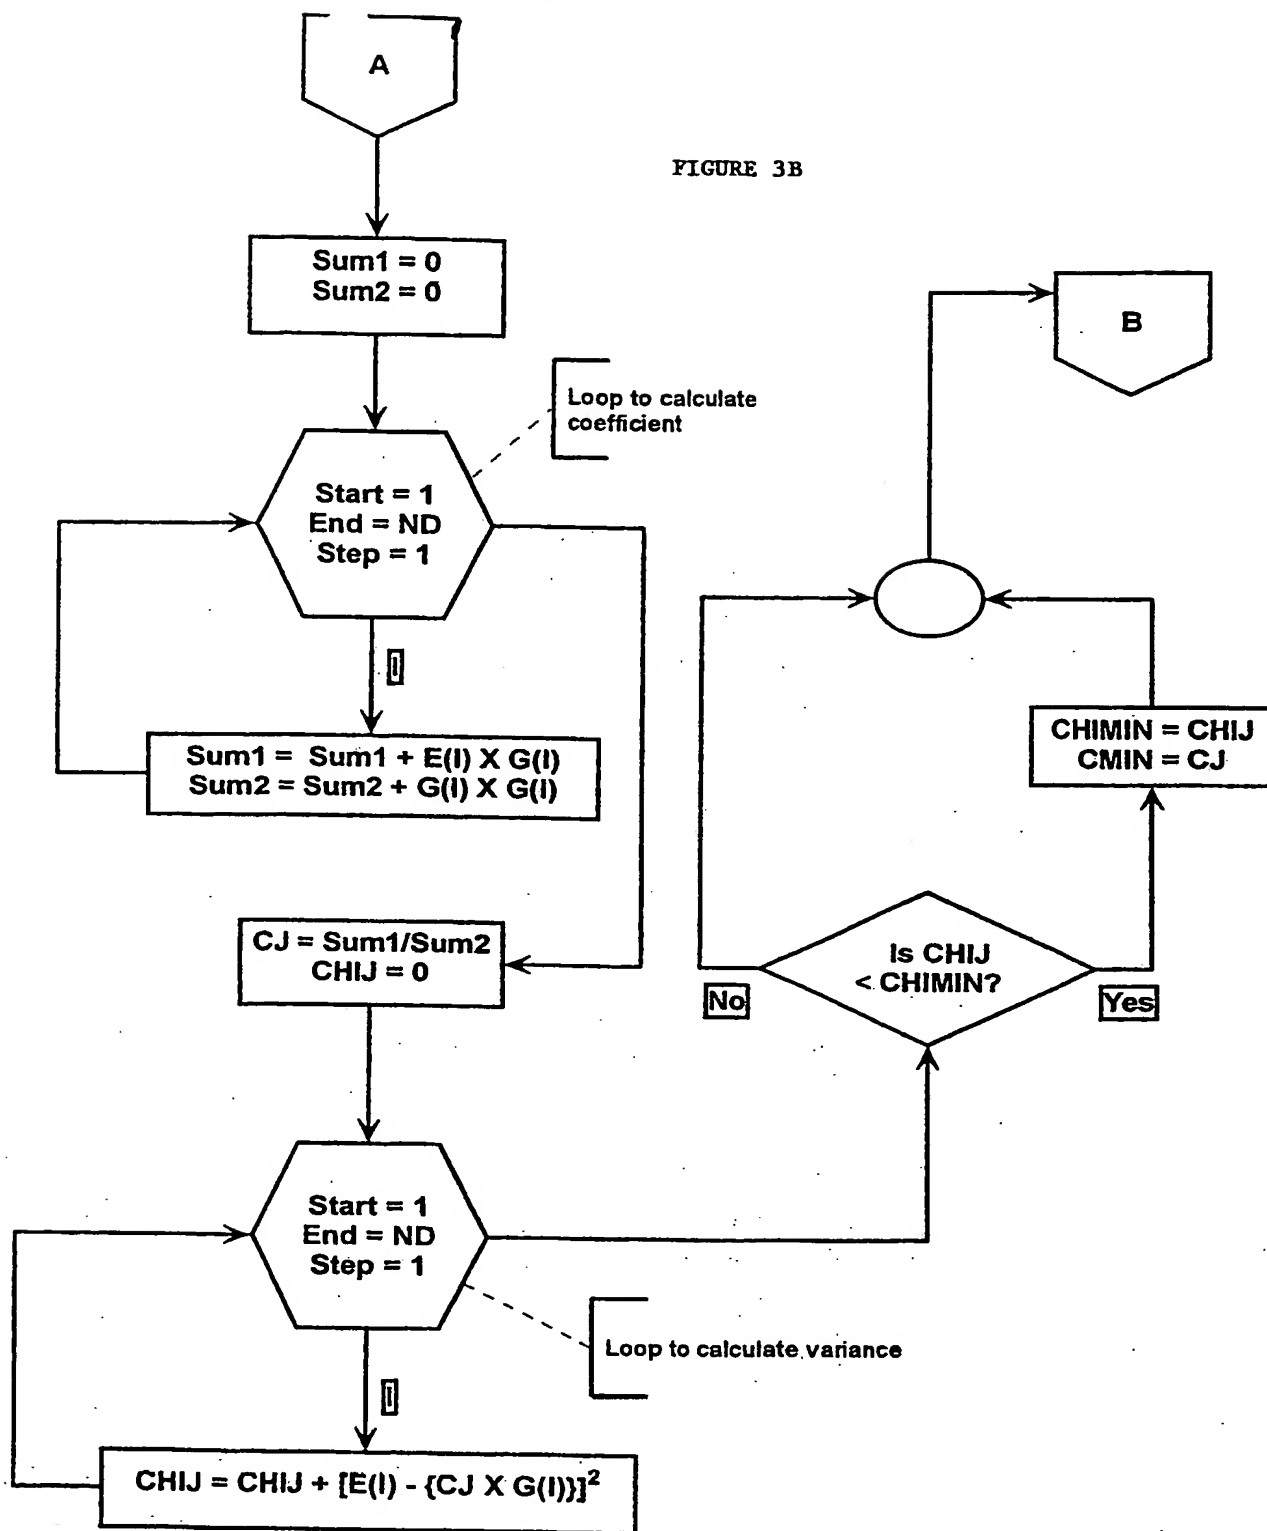 A
FIGURE 3B
Sum1 = 0
Sum2 = 0
Loop to calculate
coefficient
Start = 1
End = ND
Step = 1
I
Sum1 = Sum1 + E(I) X G(I)
Sum2 = Sum2 + G(I) X G(I)
CJ = Sum1/Sum2
CHIJ = 0
Start = 1
End = ND
Step = 1
Loop to calculate variance
I
CHIJ = CHIJ + [E(I) - {CJ X G(I)}]²
Is CHIJ
< CHIMIN?
No
Yes
CHIMIN = CHIJ
CMIN = CJ
B